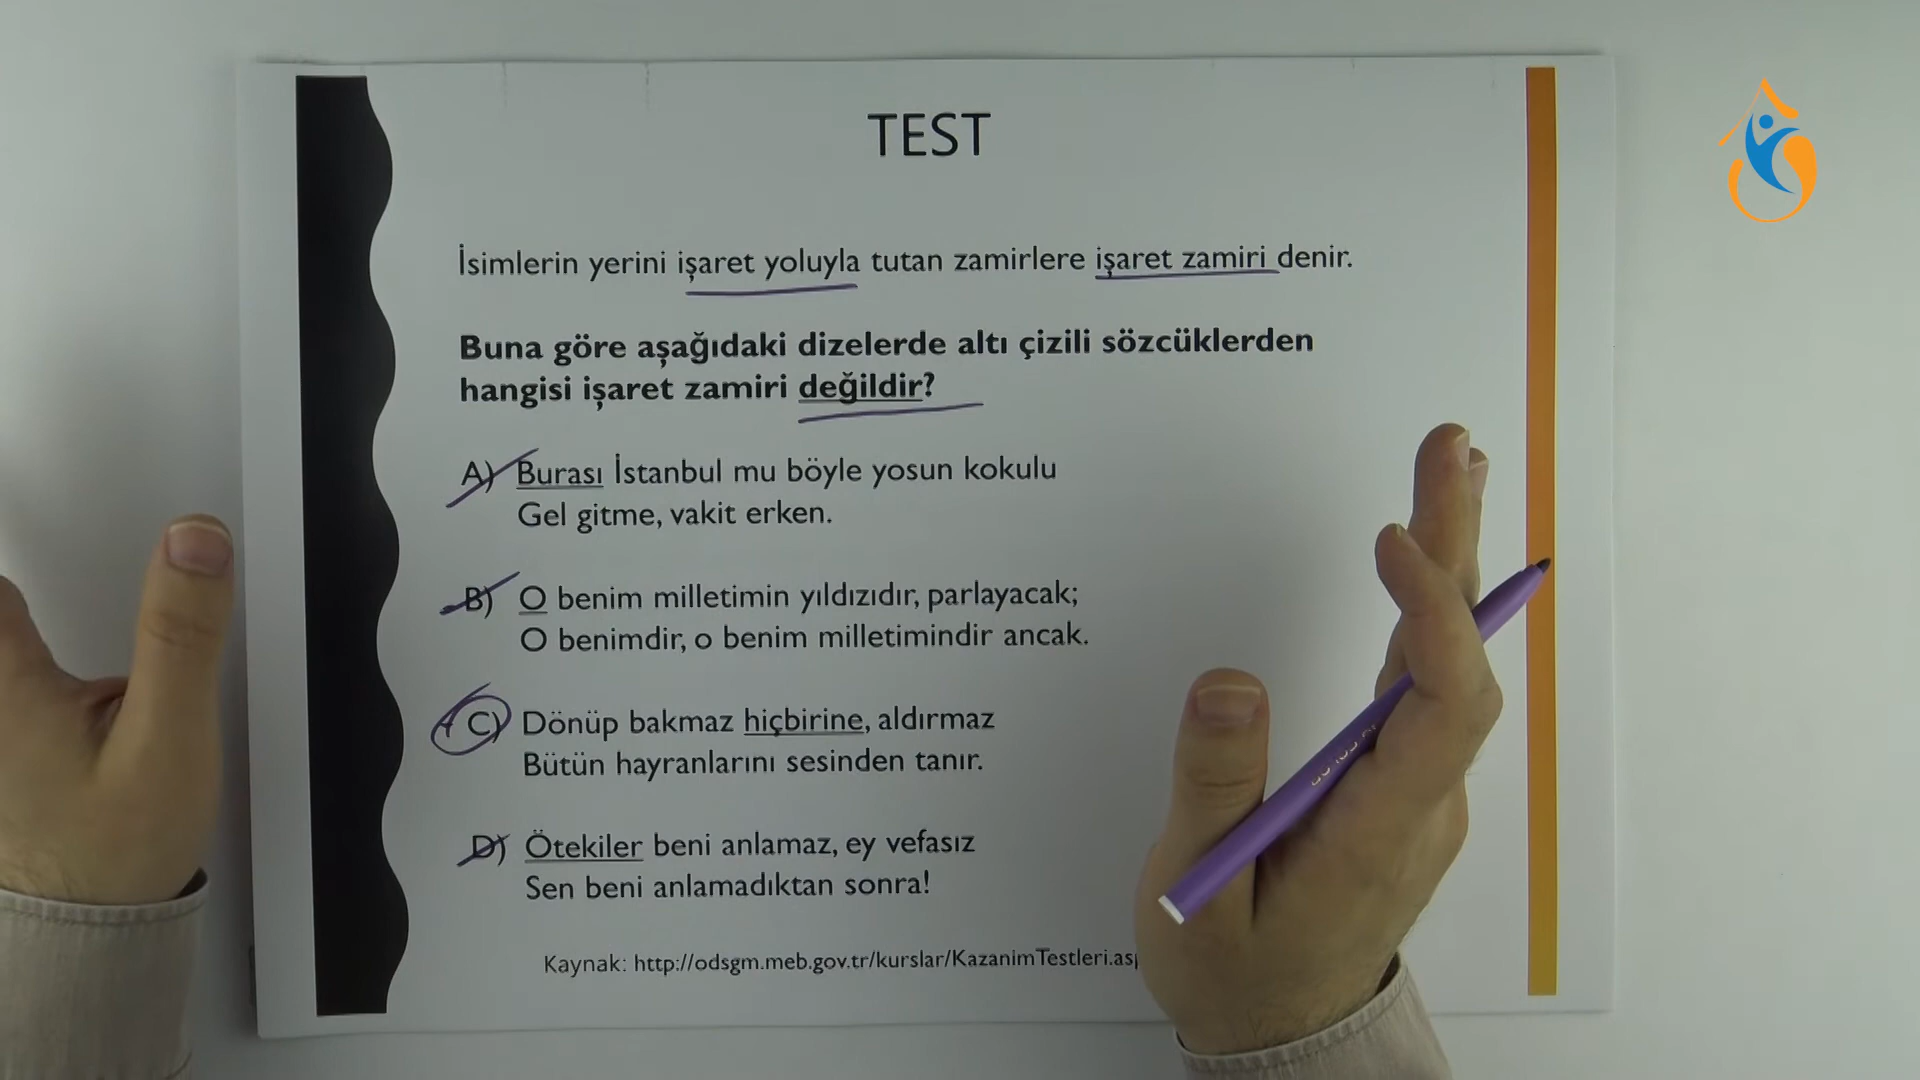 TEST
İsimlerin yerini işaret yoluyla tutan zamirlere işaret zamiri denir.
Buna göre aşağıdaki dizelerde altı çizili sözcüklerden
hangisi işaret zamiri değildir?
A) Burası İstanbul mu böyle yosun kokulu
Gel gitme, vakit erken.
B) O benim milletimin yıldızıdır, parlayacak;
O benimdir, o benim milletimindir ancak.
C) Dönüp bakmaz hiçbirine, aldırmaz
Bütün hayranlarını sesinden tanır.
D) Ötekiler beni anlamaz, ey vefasız
Sen beni anlamadıktan sonra!
Kaynak: http://odsgm.meb.gov.tr/kurslar/KazanimTestleri.asp